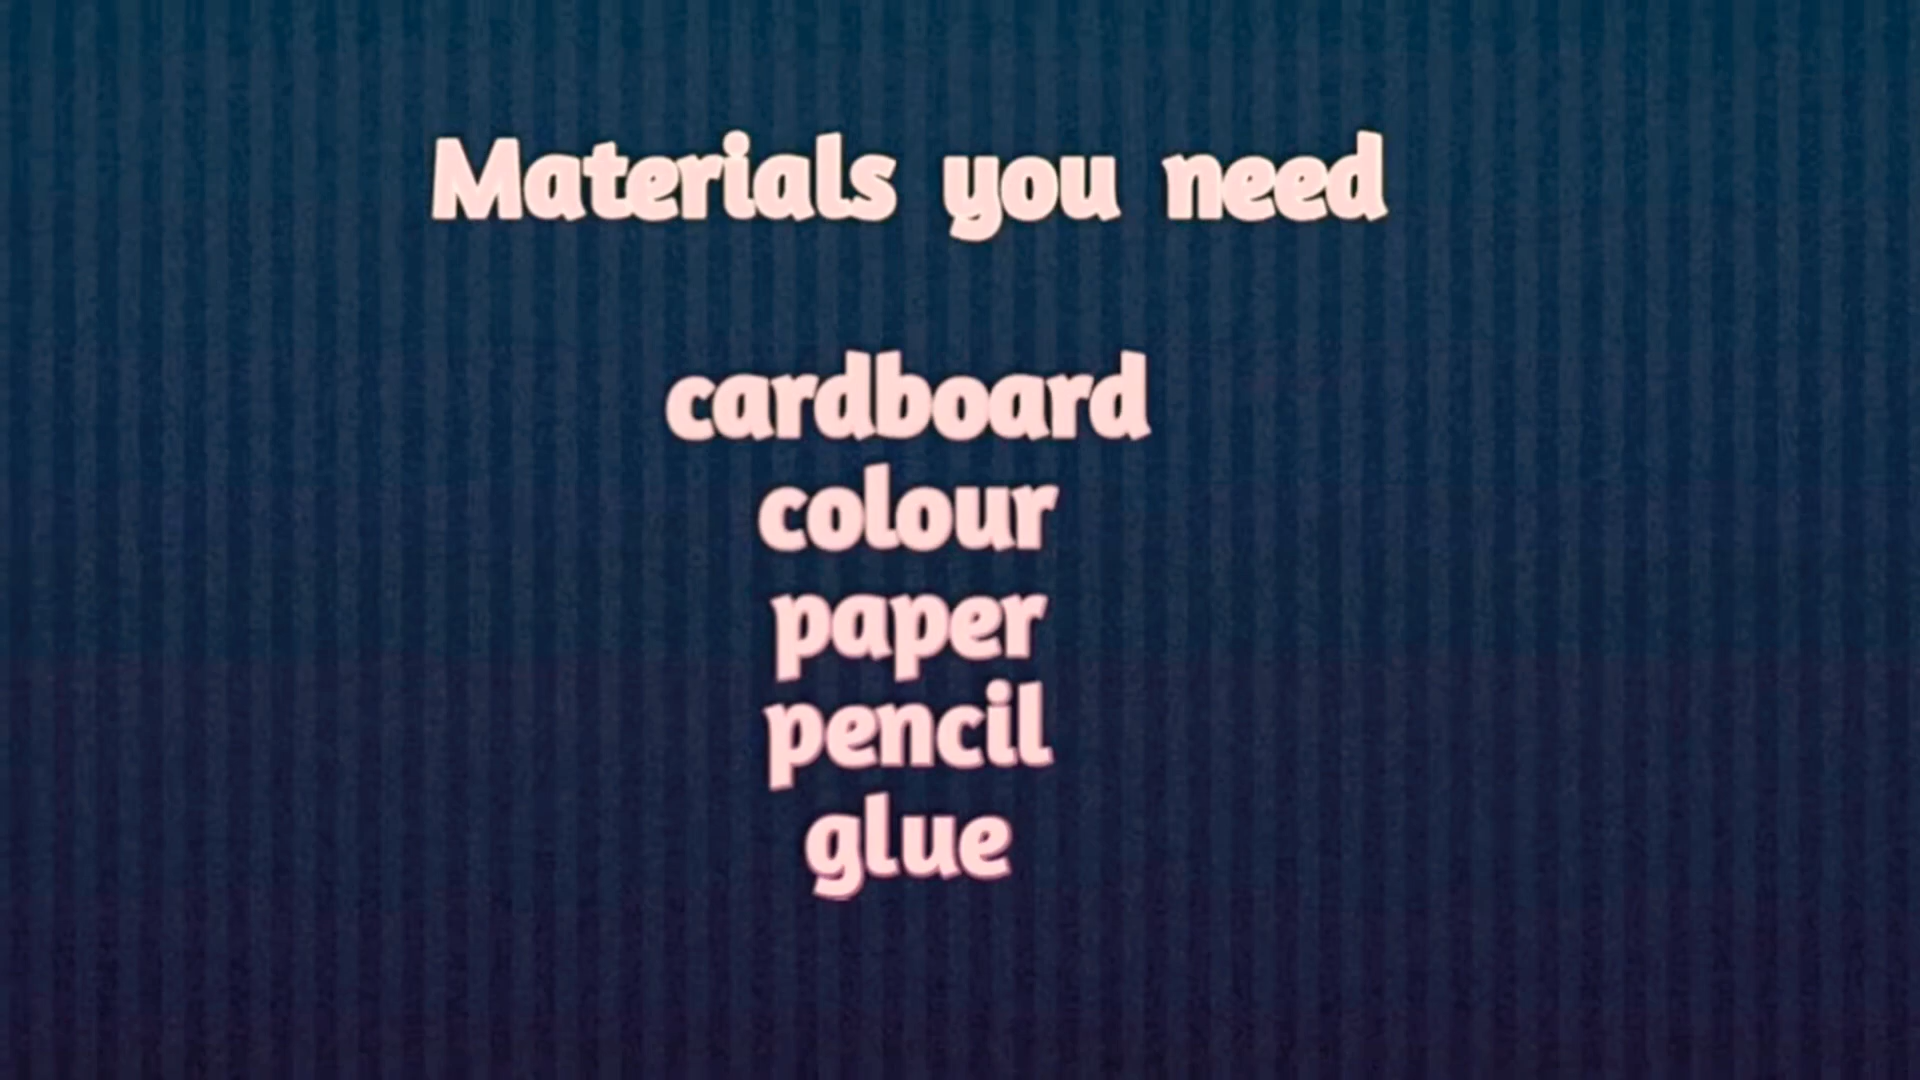 Materials you need
cardboard
colour
paper
pencil
glue